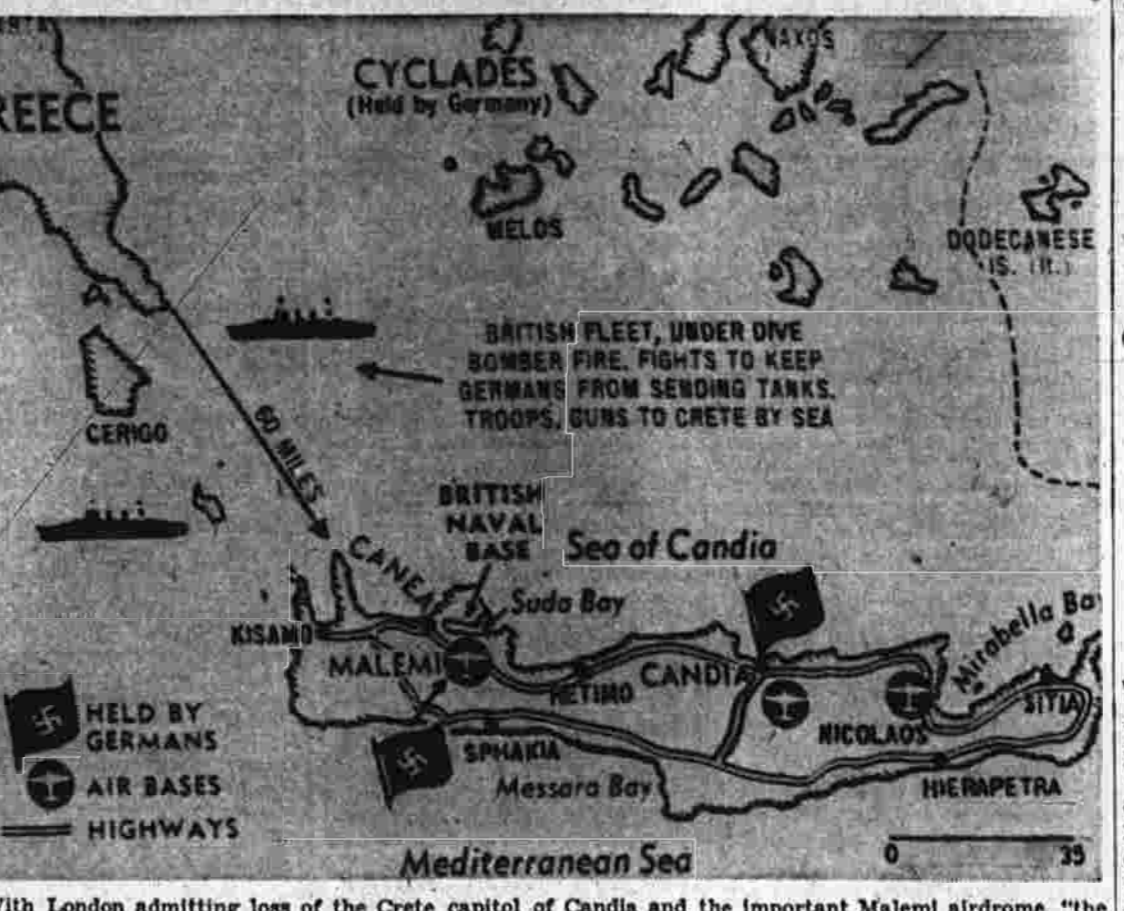 NAXOS
CYCLADES
(Held by Germany)
REECE
MELOS
DODECANESE
IS. (It.)
BRITISH FLEET, UNDER DIVE
BOMBER FIRE, FIGHTS TO KEEP
GERMANS FROM SENDING TANKS,
TROOPS, GUNS TO CRETE BY SEA
CERIGO
60 MILES
BRITISH
NAVAL
BASE
Sea of Candia
CANEA
Suda Bay
Mirabella Ba
KISAMO
MALEMI
CANDIA
RETIMO
SITIA
NICOLAOS
SPHAKIA
Messara Bay
HIERAPETRA
HELD BY
GERMANS
AIR BASES
HIGHWAYS
0 35
Mediterranean Sea
With London admitting loss of the Crete capitol of Candia and the important Malemi airdrome, "the